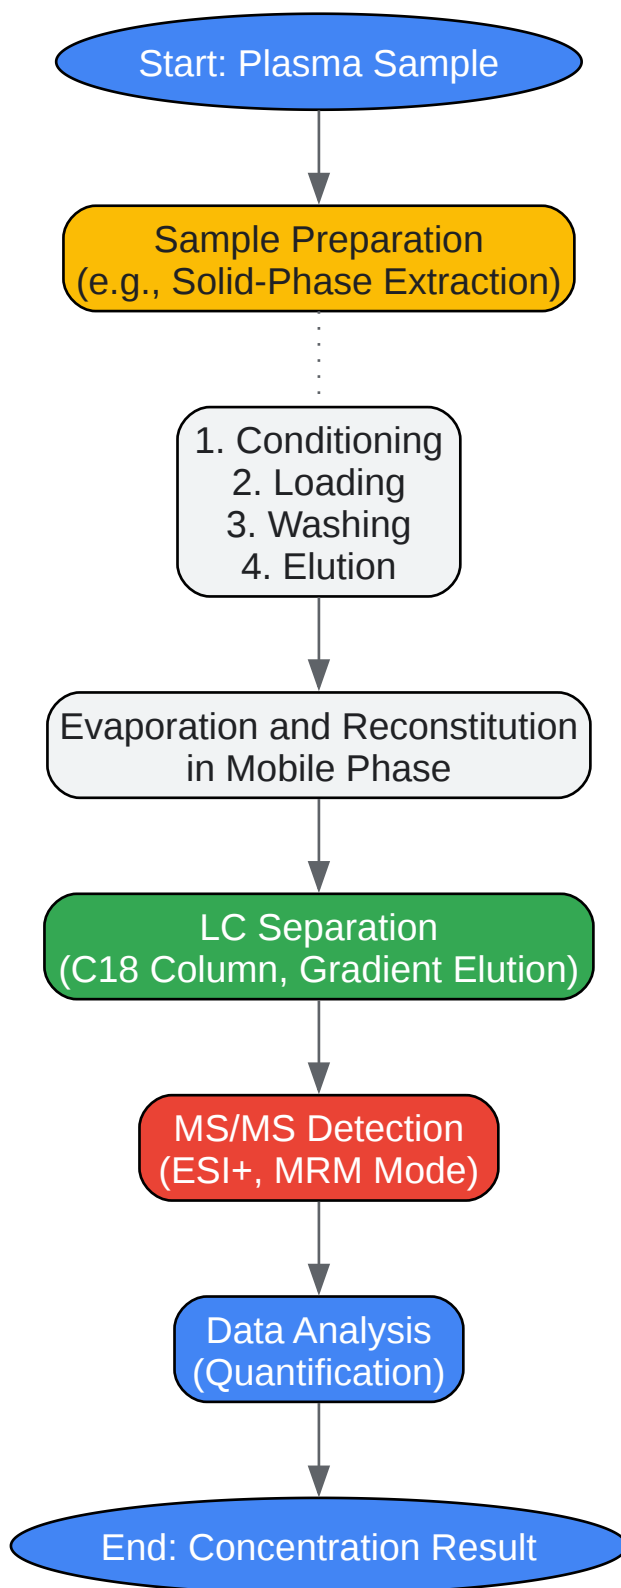 Start: Plasma Sample
Sample Preparation
(e.g., Solid-Phase Extraction)
1. Conditioning
2. Loading
3. Washing
4. Elution
Evaporation and Reconstitution
in Mobile Phase
LC Separation
(C18 Column, Gradient Elution)
MS/MS Detection
(ESI+, MRM Mode)
Data Analysis
(Quantification)
End: Concentration Result